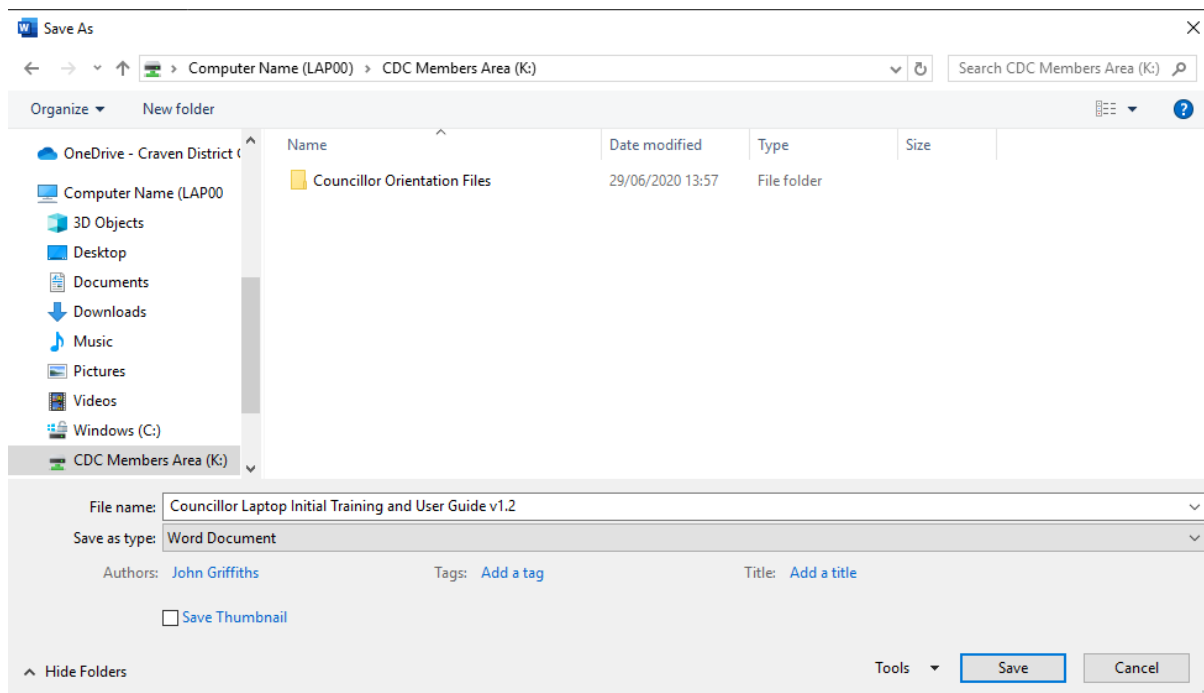 Save As
Computer Name (LAP00) > CDC Members Area (K:)
Search CDC Members Area (K:)
Organize
New folder
Name
Date modified
Type
Size
OneDrive - Craven District (
Computer Name (LAP00
3D Objects
Desktop
Documents
Downloads
Music
Pictures
Videos
Windows (C:)
CDC Members Area (K:)
Councillor Orientation Files 29/06/2020 13:57 File folder
File name: Councillor Laptop Initial Training and User Guide v1.2
Save as type: Word Document
Authors: John Griffiths Tags: Add a tag Title: Add a title
Save Thumbnail
Hide Folders
Tools Save Cancel